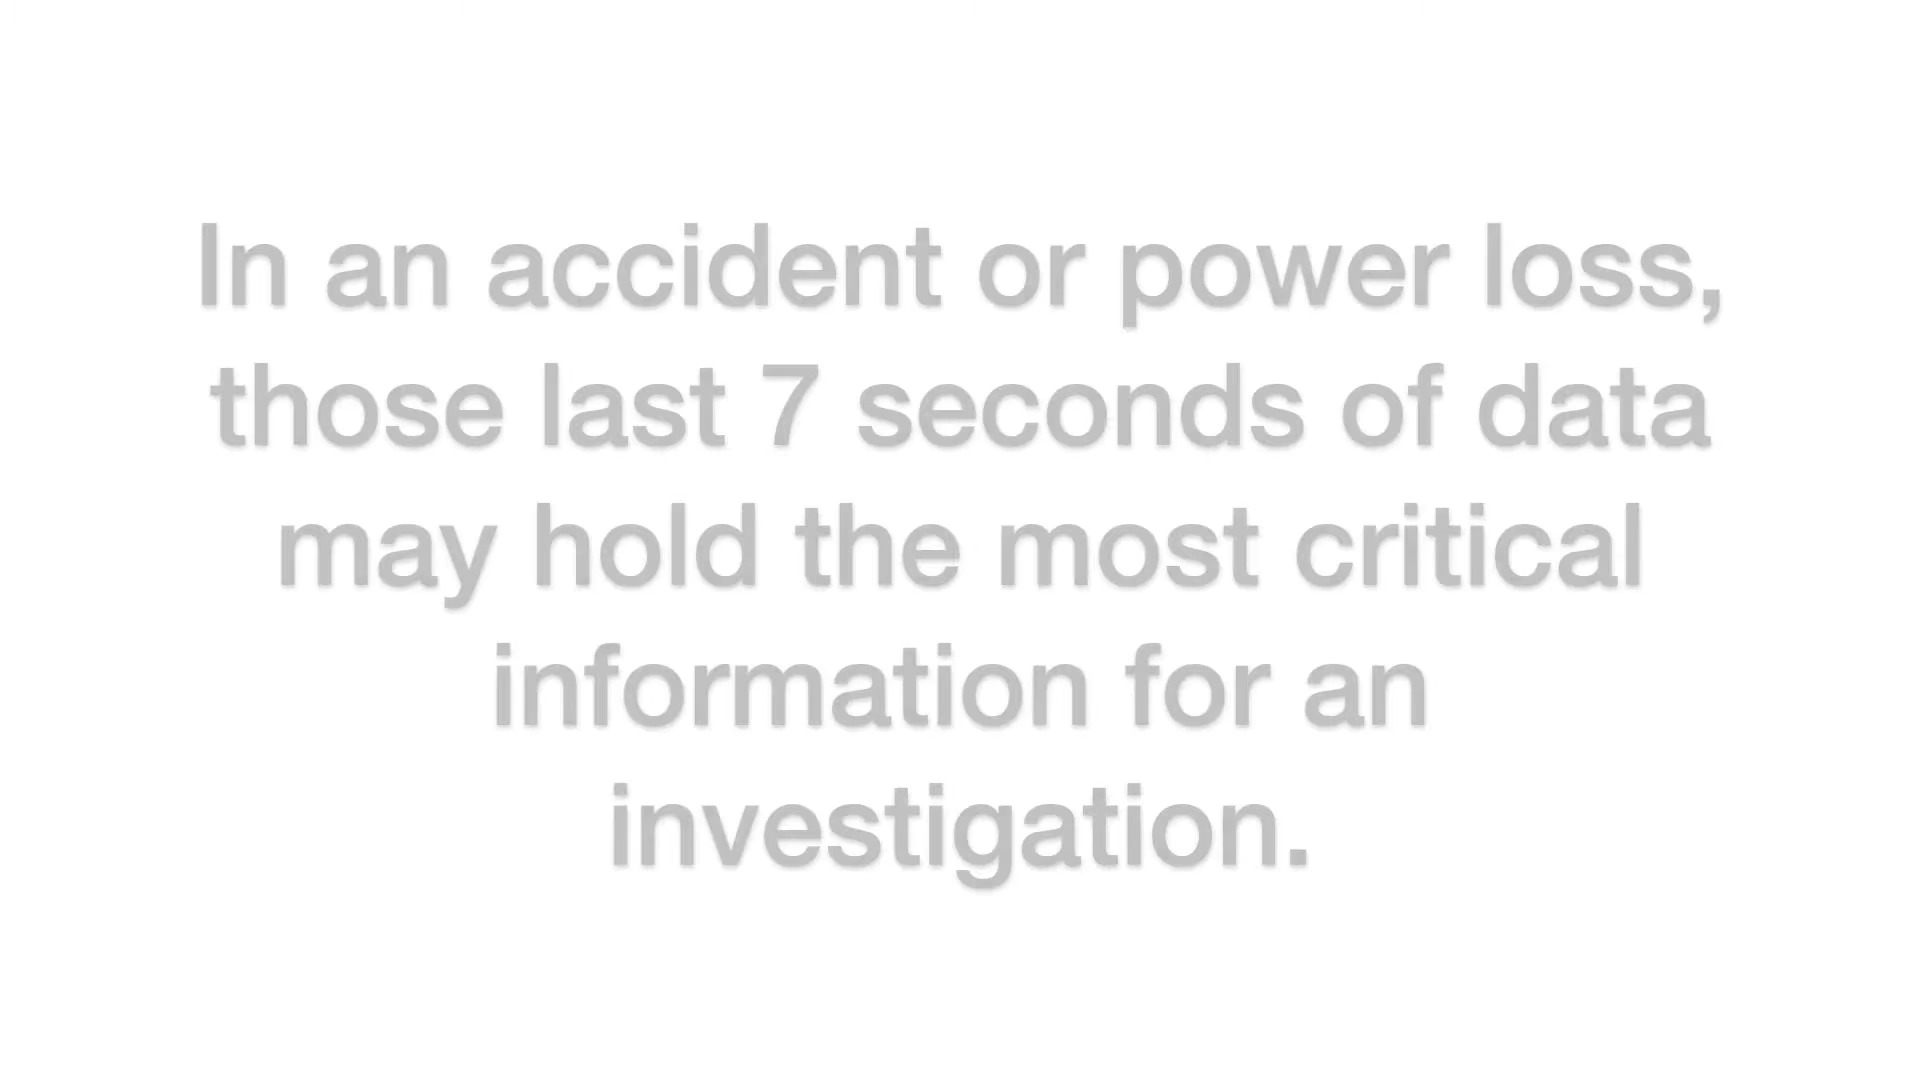 In an accident or power loss,
those last 7 seconds of data
may hold the most critical
information for an
investigation.